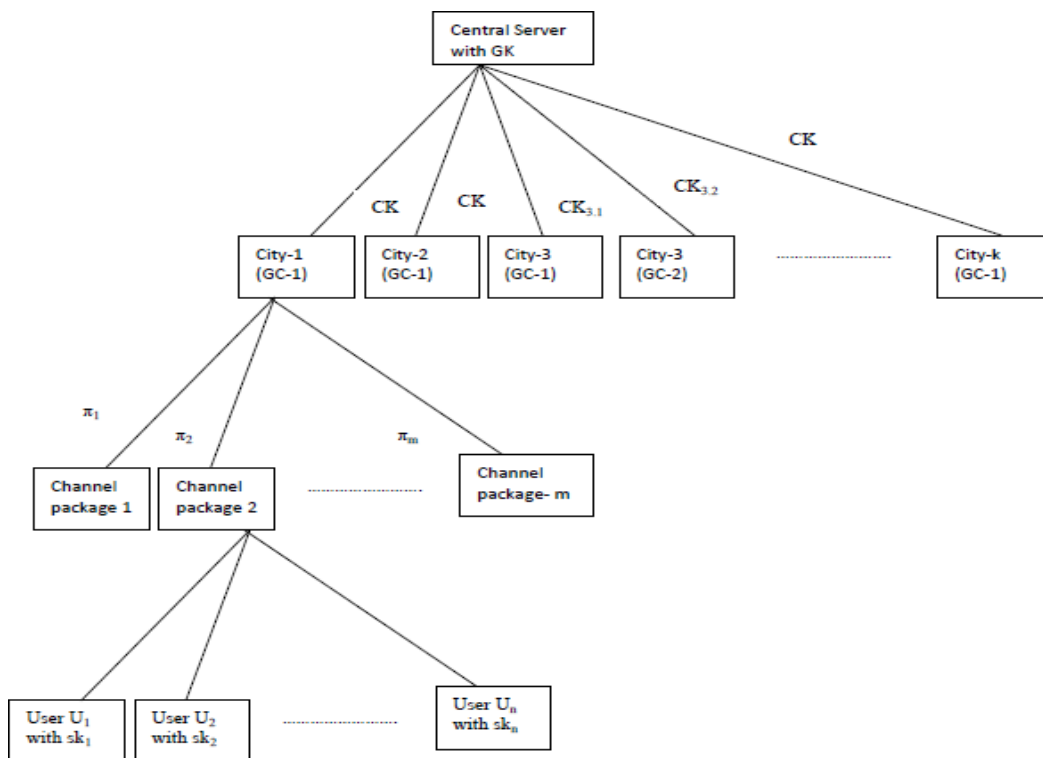 Central Server
with GK
CK
CK
CK
CK₃.₁
CK₃.₂
City-1
(GC-1)
City-2
(GC-1)
City-3
(GC-1)
City-3
(GC-2)
City-k
(GC-1)
π₁
π₂
πₘ
Channel
package 1
Channel
package 2
Channel
package- m
User U₁
with sk₁
User U₂
with sk₂
User Uₙ
with skₙ